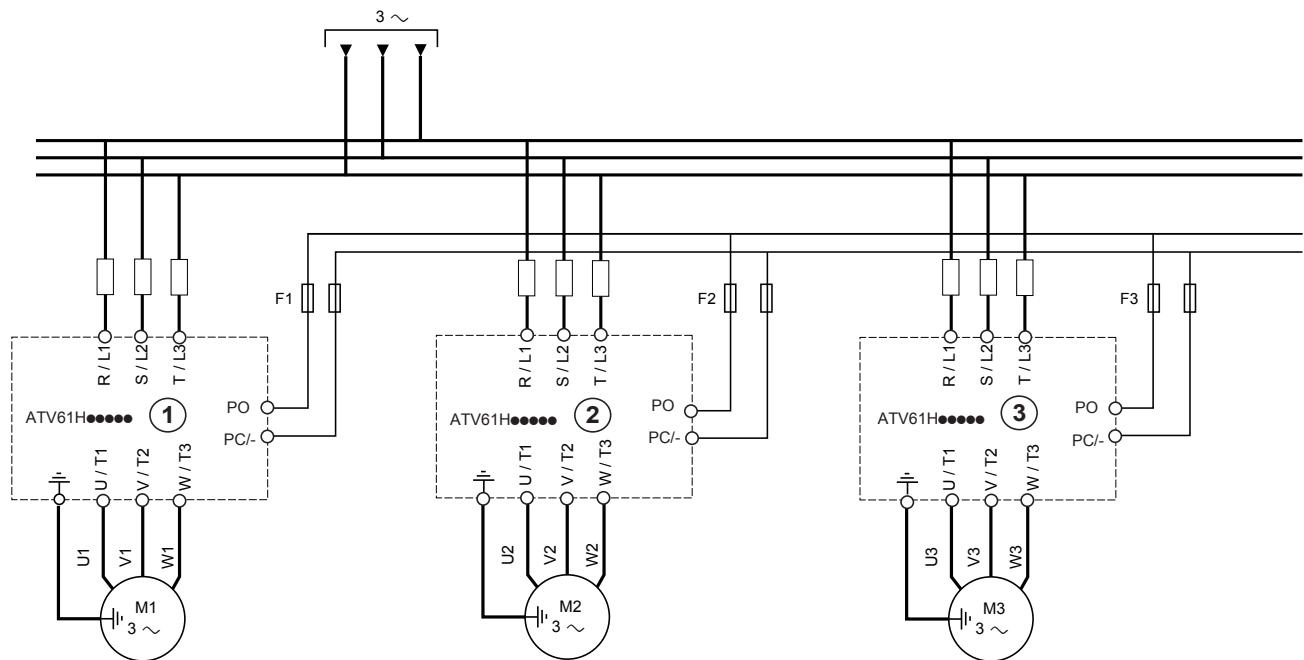 3 ~
F1
F2
F3
R / L1
S / L2
T / L3
R / L1
S / L2
T / L3
R / L1
S / L2
T / L3
ATV61H●●●●●
1
PO
PC/-
ATV61H●●●●●
2
PO
PC/-
ATV61H●●●●●
3
PO
PC/-
U / T1
V / T2
W / T3
U / T1
V / T2
W / T3
U / T1
V / T2
W / T3
U1
V1
W1
U2
V2
W2
U3
V3
W3
M1
3 ~
M2
3 ~
M3
3 ~